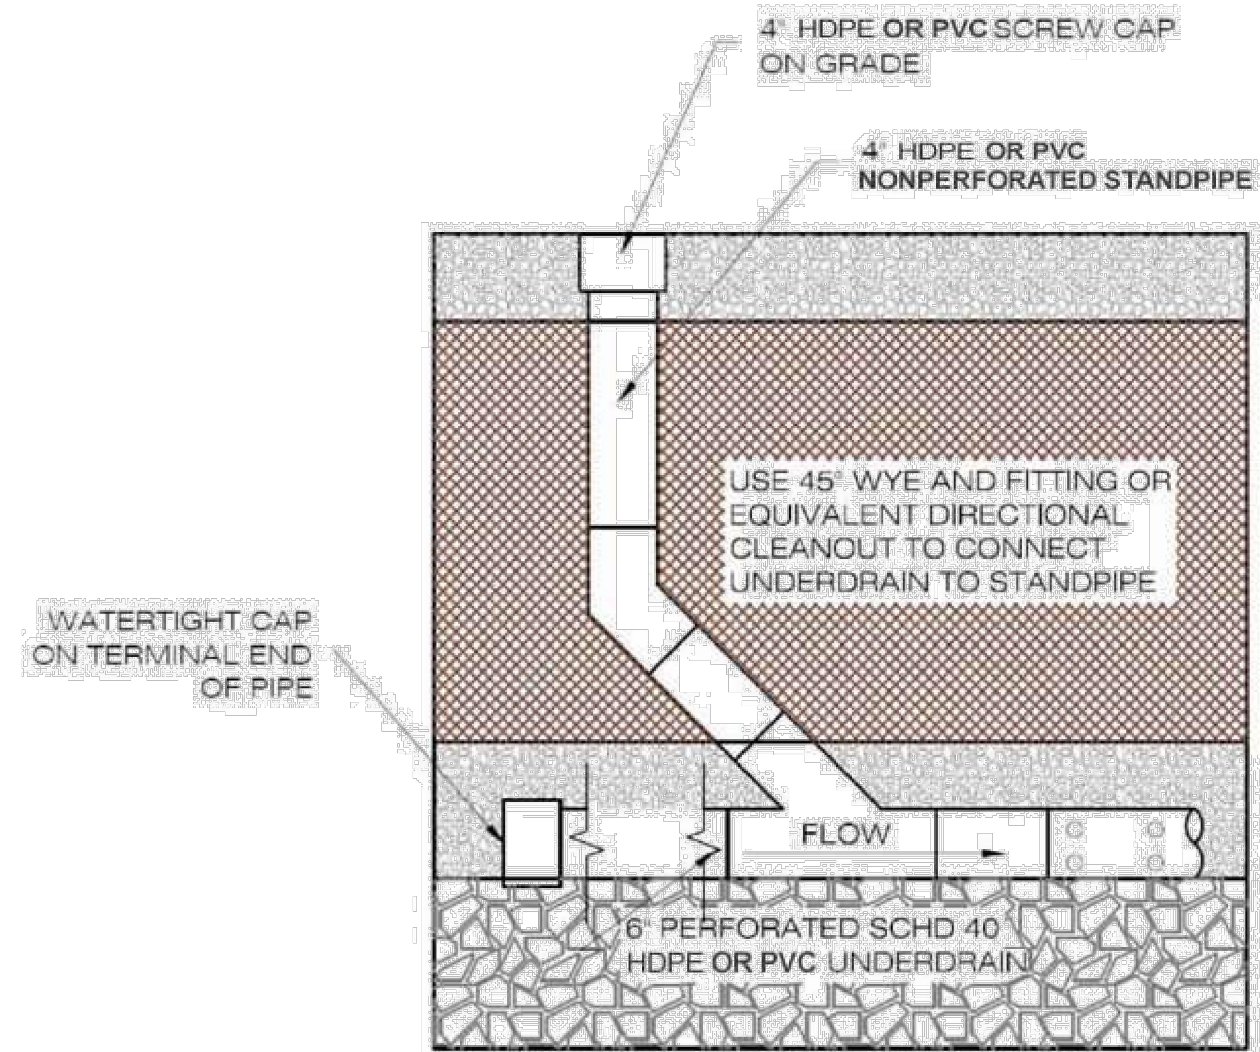 4" HDPE OR PVC SCREW CAP
ON GRADE
4" HDPE OR PVC
NONPERFORATED STANDPIPE
USE 45° WYE AND FITTING OR
EQUIVALENT DIRECTIONAL
CLEANOUT TO CONNECT
UNDERDRAIN TO STANDPIPE
WATERTIGHT CAP
ON TERMINAL END
OF PIPE
FLOW
6" PERFORATED SCHD 40
HDPE OR PVC UNDERDRAIN